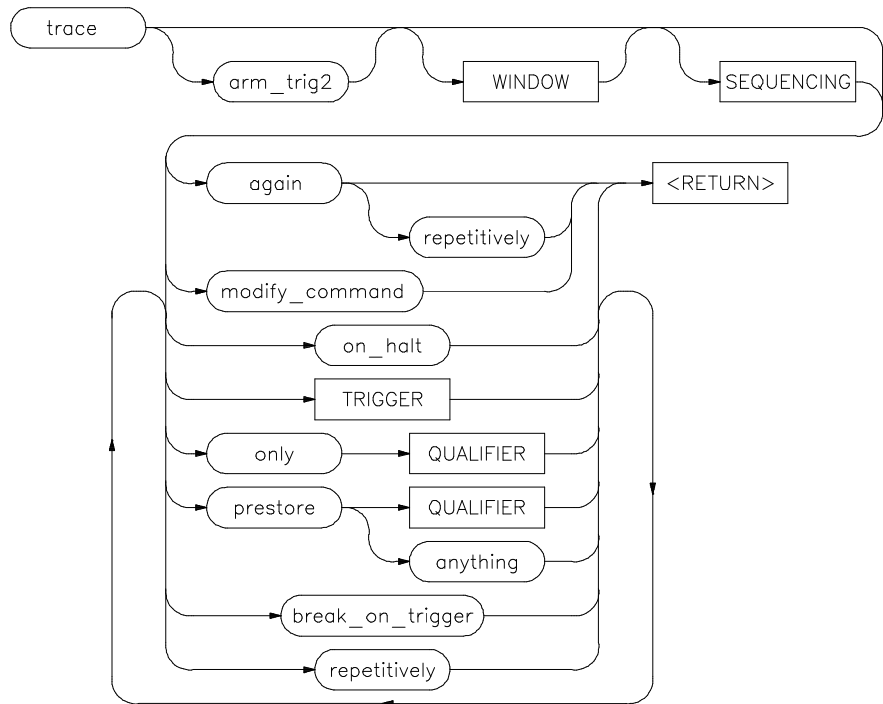 trace
arm_trig2
WINDOW
SEQUENCING
again
<RETURN>
repetitively
modify_command
on_halt
TRIGGER
only
QUALIFIER
prestore
QUALIFIER
anything
break_on_trigger
repetitively